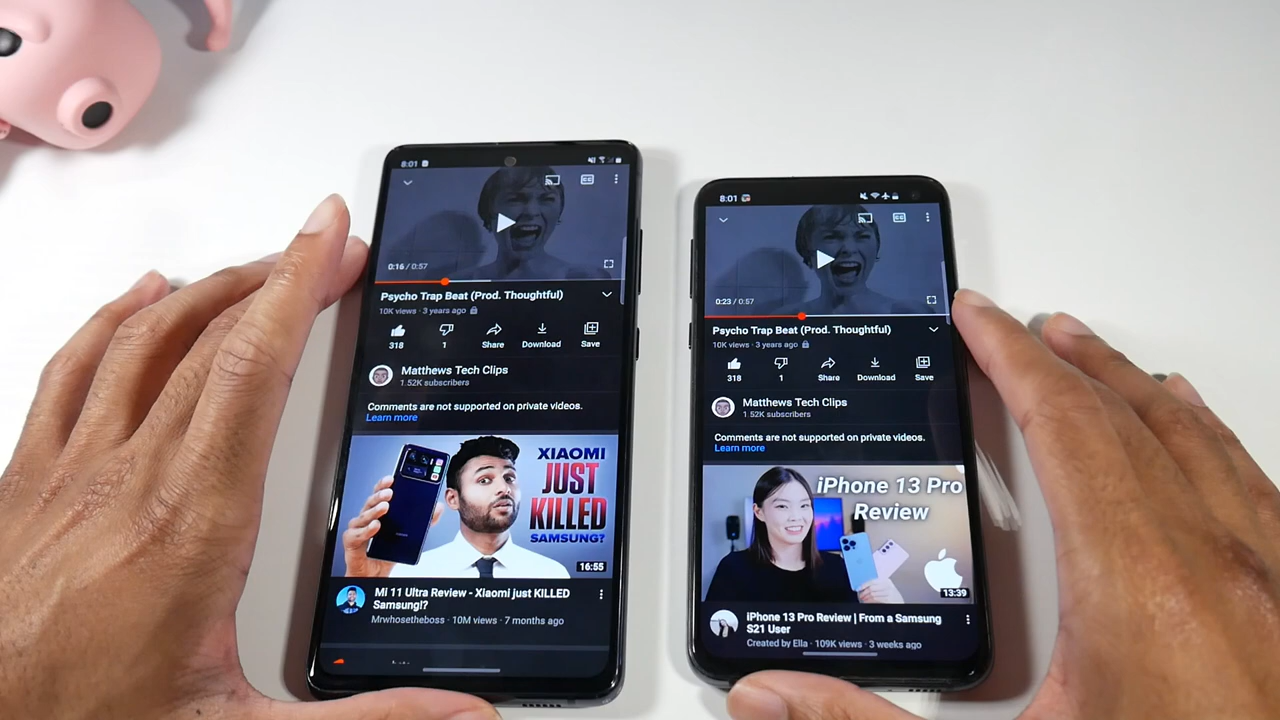 8:01
CC
0:16 / 0:57
Psycho Trap Beat (Prod. Thoughtful)
10K views · 3 years ago
318
1
Share
Download
Save
Matthews Tech Clips
1.52K subscribers
Comments are not supported on private videos.
Learn more
XIAOMI
JUST
KILLED
SAMSUNG?
16:55
Mi 11 Ultra Review - Xiaomi just KILLED
Samsung!?
Mrwhosetheboss · 10M views · 7 months ago
8:01
CC
0:23 / 0:57
Psycho Trap Beat (Prod. Thoughtful)
10K views · 3 years ago
318
1
Share
Download
Save
Matthews Tech Clips
1.52K subscribers
Comments are not supported on private videos.
Learn more
iPhone 13 Pro
Review
13:39
iPhone 13 Pro Review | From a Samsung
S21 User
Created by Ella · 109K views · 3 weeks ago